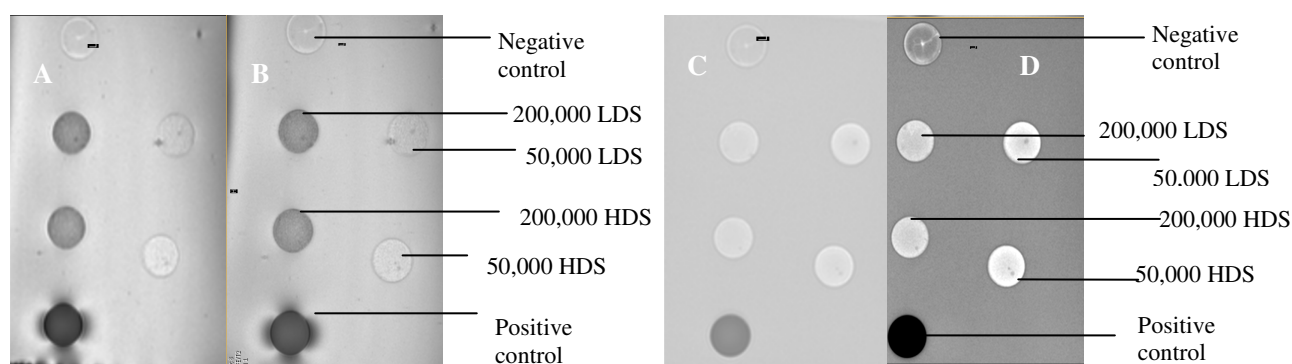 A
B
Negative
control
200,000 LDS
50,000 LDS
200,000 HDS
50,000 HDS
Positive
control
C
D
Negative
control
200,000 LDS
50.000 LDS
200,000 HDS
50,000 HDS
Positive
control